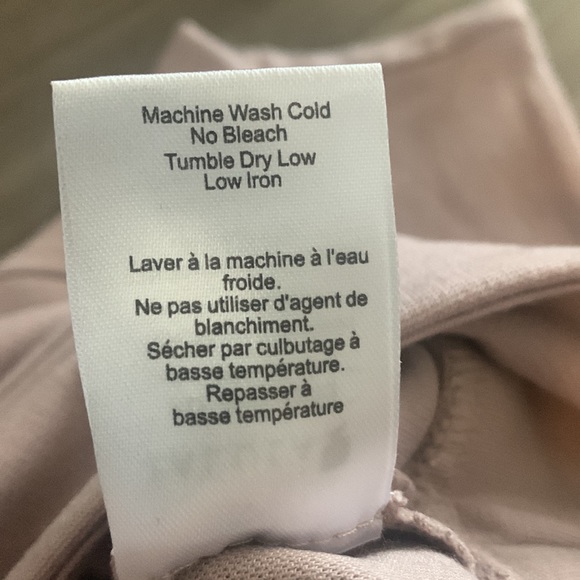 Machine Wash Cold
No Bleach
Tumble Dry Low
Low Iron
Laver à la machine à l'eau
froide.
Ne pas utiliser d'agent de
blanchiment.
Sécher par culbutage à
basse température.
Repasser à
basse température